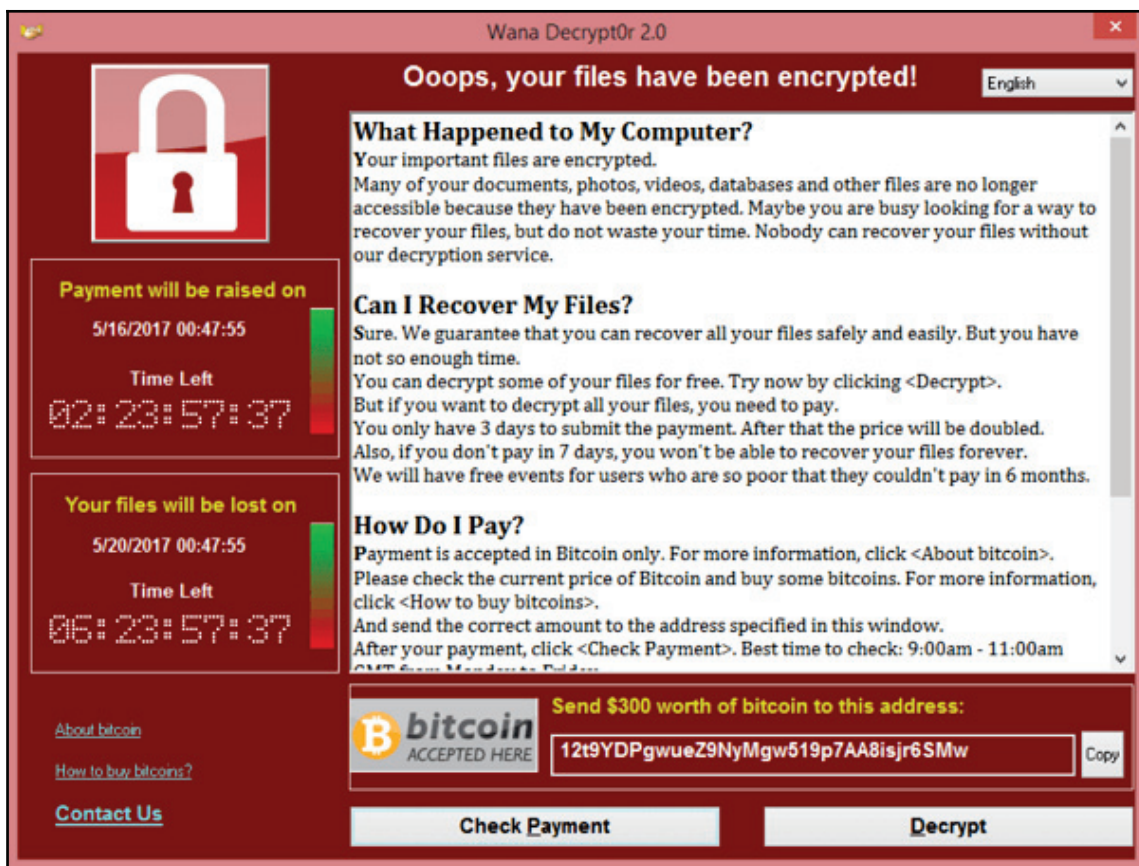 Wana Decrypt0r 2.0
Ooops, your files have been encrypted!
English
What Happened to My Computer?
Your important files are encrypted.
Many of your documents, photos, videos, databases and other files are no longer
accessible because they have been encrypted. Maybe you are busy looking for a way to
recover your files, but do not waste your time. Nobody can recover your files without
our decryption service.
Can I Recover My Files?
Sure. We guarantee that you can recover all your files safely and easily. But you have
not so enough time.
You can decrypt some of your files for free. Try now by clicking <Decrypt>.
But if you want to decrypt all your files, you need to pay.
You only have 3 days to submit the payment. After that the price will be doubled.
Also, if you don't pay in 7 days, you won't be able to recover your files forever.
We will have free events for users who are so poor that they couldn't pay in 6 months.
How Do I Pay?
Payment is accepted in Bitcoin only. For more information, click <About bitcoin>.
Please check the current price of Bitcoin and buy some bitcoins. For more information,
click <How to buy bitcoins>.
And send the correct amount to the address specified in this window.
After your payment, click <Check Payment>. Best time to check: 9:00am - 11:00am
GMT from Monday to Friday
Payment will be raised on
5/16/2017 00:47:55
Time Left
02:23:57:37
Your files will be lost on
5/20/2017 00:47:55
Time Left
06:23:57:37
About bitcoin
How to buy bitcoins?
Contact Us
bitcoin
ACCEPTED HERE
Send $300 worth of bitcoin to this address:
12t9YDPgwueZ9NyMgw519p7AA8isjr6SMw
Copy
Check Payment
Decrypt